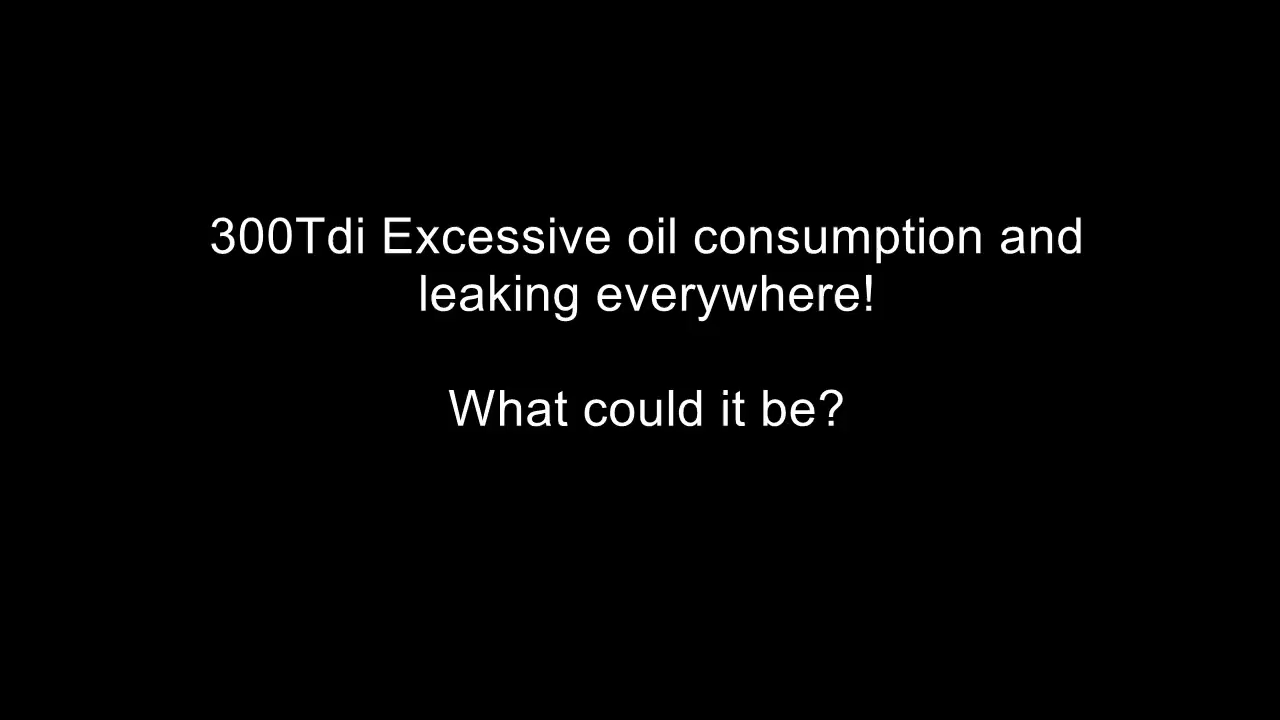 300Tdi Excessive oil consumption and
leaking everywhere!
What could it be?